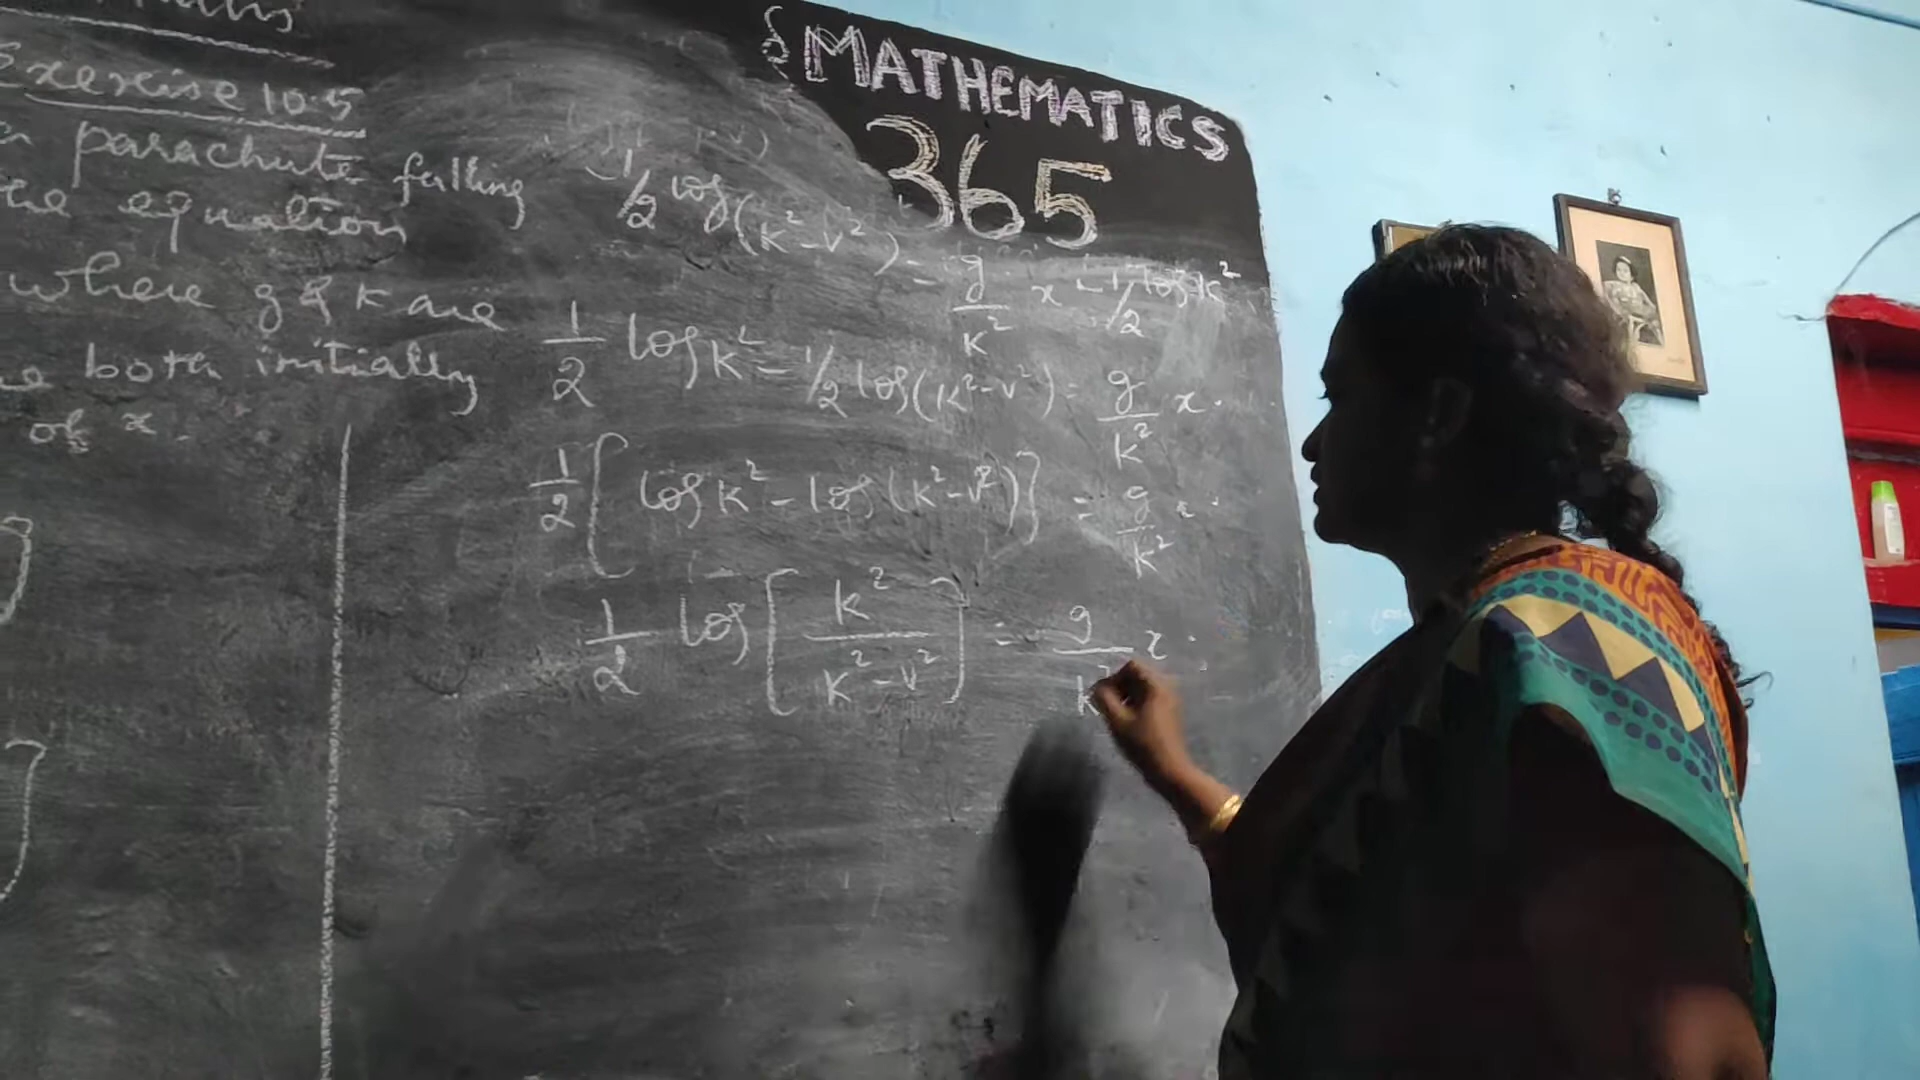 MATHEMATICS
365
Exercise 10.5
parachute falling
the equation
where g & k are
both initially
of x.
-1/2 log(k²-v²) = g/k² x - 1/2 log k²
1/2 log k² - 1/2 log(k²-v²) = g/k² x.
1/2 [ log k² - log(k²-v²)] = g/k² x.
1/2 log [ k²/k²-v² ] = g/k² x.